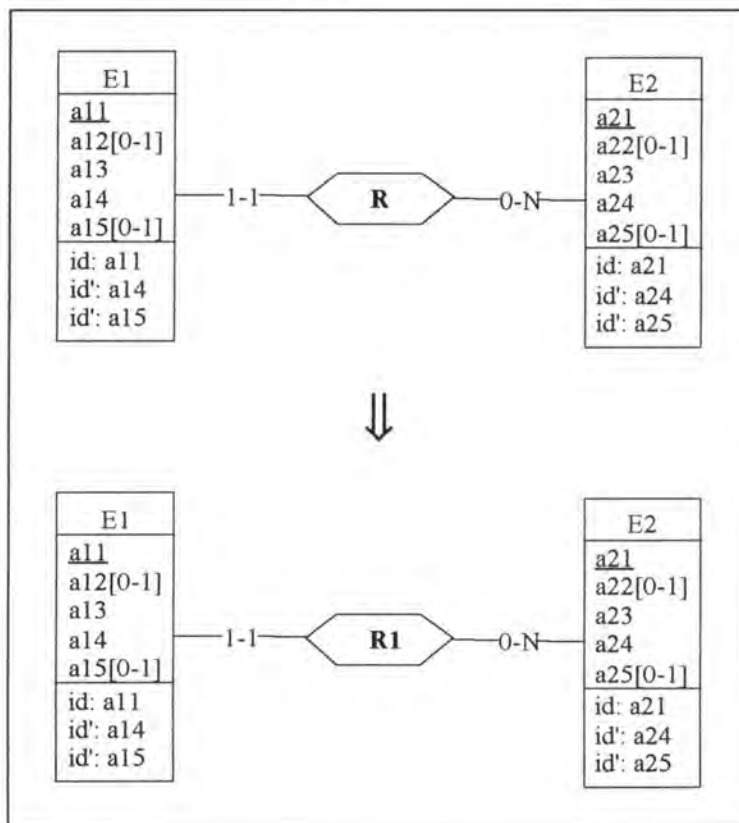 E1
a11
a12[0-1]
a13
a14
a15[0-1]
id: a11
id': a14
id': a15
1-1
R
0-N
E2
a21
a22[0-1]
a23
a24
a25[0-1]
id: a21
id': a24
id': a25
⇓
E1
a11
a12[0-1]
a13
a14
a15[0-1]
id: a11
id': a14
id': a15
1-1
R1
0-N
E2
a21
a22[0-1]
a23
a24
a25[0-1]
id: a21
id': a24
id': a25